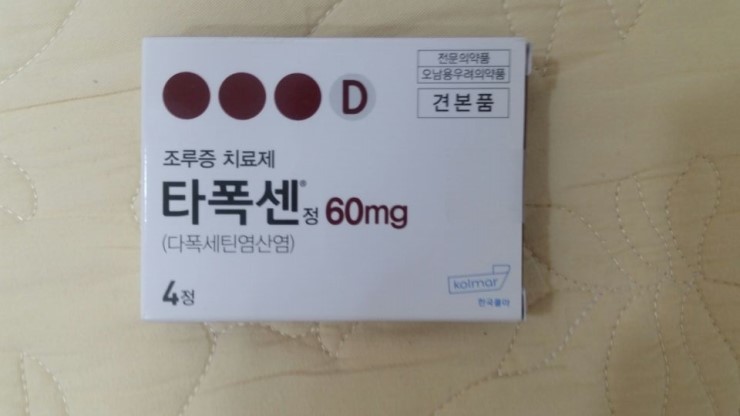 전문의약품
오남용우려의약품
견본품
D
조루증 치료제
타폭센® 정 60mg
(다폭세틴염산염)
4정
kolmar
한국콜마